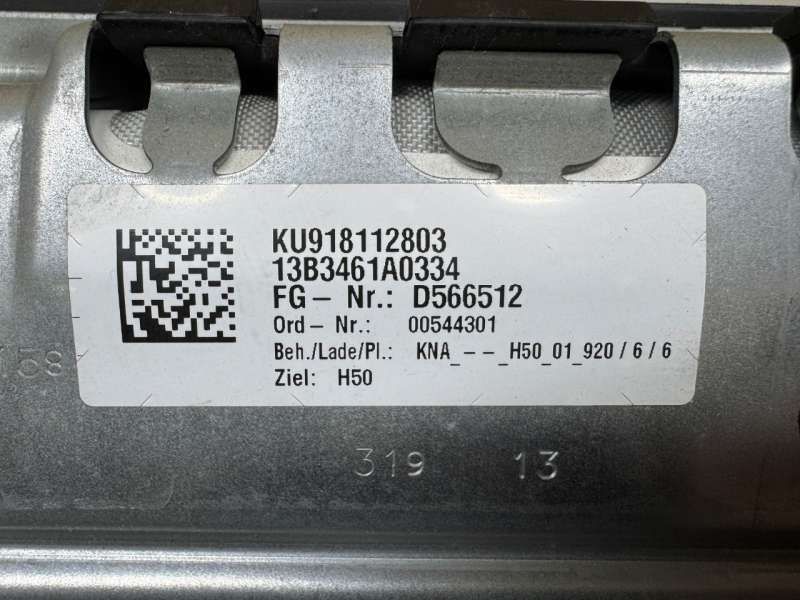 KU918112803
13B3461A0334
FG– Nr.: D566512
Ord– Nr.: 00544301
Beh./Lade/Pl.: KNA_– –_H50_01_920 / 6 / 6
Ziel: H50
319 13